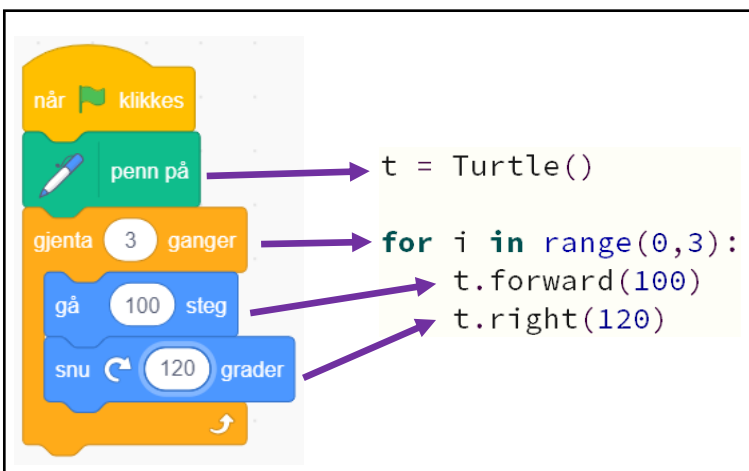 når klikkes
penn på
gjenta 3 ganger
gå 100 steg
snu 120 grader
t = Turtle()
for i in range(0,3):
t.forward(100)
t.right(120)